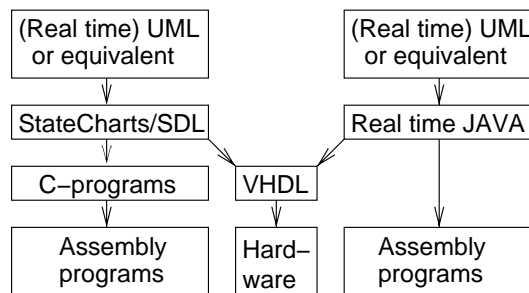 (Real time) UML
or equivalent
(Real time) UML
or equivalent
StateCharts/SDL
Real time JAVA
C−programs
VHDL
Assembly
programs
Hard−
ware
Assembly
programs